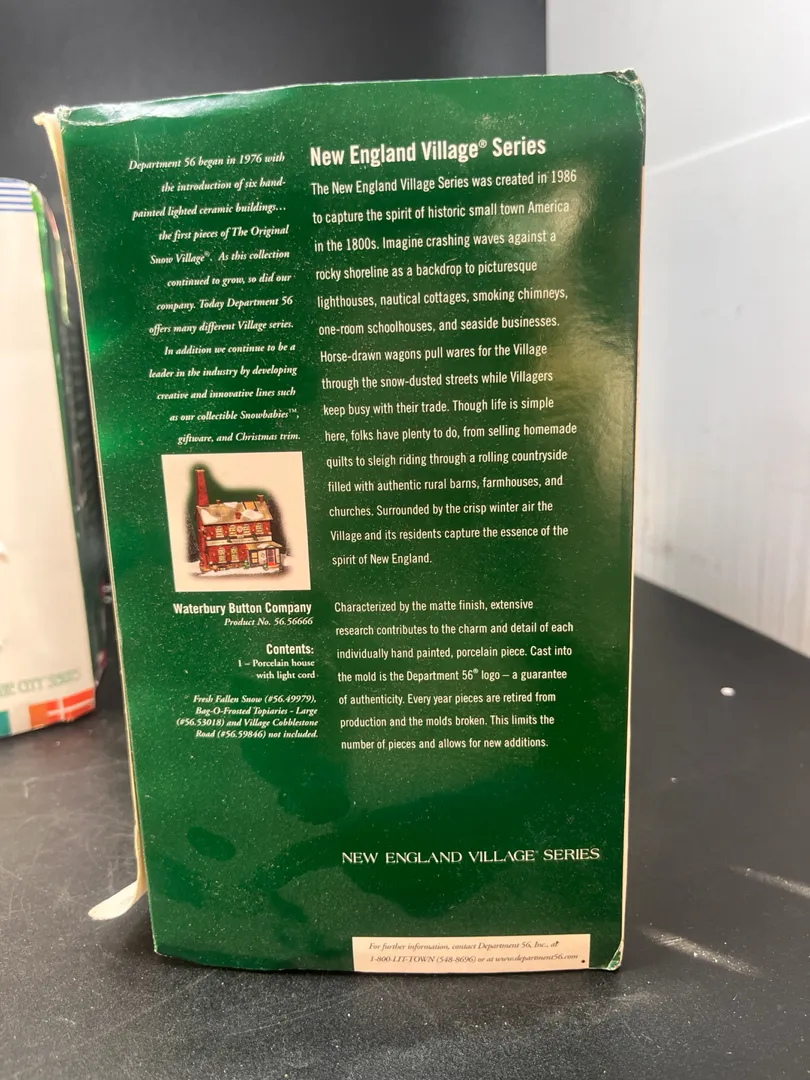 Department 56 began in 1976 with
the introduction of six hand-
painted lighted ceramic buildings...
the first pieces of The Original
Snow Village®. As this collection
continued to grow, so did our
company. Today Department 56
offers many different Village series.
In addition we continue to be a
leader in the industry by developing
creative and innovative lines such
as our collectible Snowbabies™,
giftware, and Christmas trim.
Waterbury Button Company
Product No. 56.56666
Contents:
1 – Porcelain house
with light cord
Fresh Fallen Snow (#56.49979),
Bag-O-Frosted Topiaries - Large
(#56.53018) and Village Cobblestone
Road (#56.59846) not included.
New England Village® Series
The New England Village Series was created in 1986
to capture the spirit of historic small town America
in the 1800s. Imagine crashing waves against a
rocky shoreline as a backdrop to picturesque
lighthouses, nautical cottages, smoking chimneys,
one-room schoolhouses, and seaside businesses.
Horse-drawn wagons pull wares for the Village
through the snow-dusted streets while Villagers
keep busy with their trade. Though life is simple
here, folks have plenty to do, from selling homemade
quilts to sleigh riding through a rolling countryside
filled with authentic rural barns, farmhouses, and
churches. Surrounded by the crisp winter air the
Village and its residents capture the essence of the
spirit of New England.
Characterized by the matte finish, extensive
research contributes to the charm and detail of each
individually hand painted, porcelain piece. Cast into
the mold is the Department 56® logo – a guarantee
of authenticity. Every year pieces are retired from
production and the molds broken. This limits the
number of pieces and allows for new additions.
NEW ENGLAND VILLAGE® SERIES
For further information, contact Department 56, Inc., at
1-800-LIT-TOWN (548-8696) or at www.department56.com
CITY SERIES